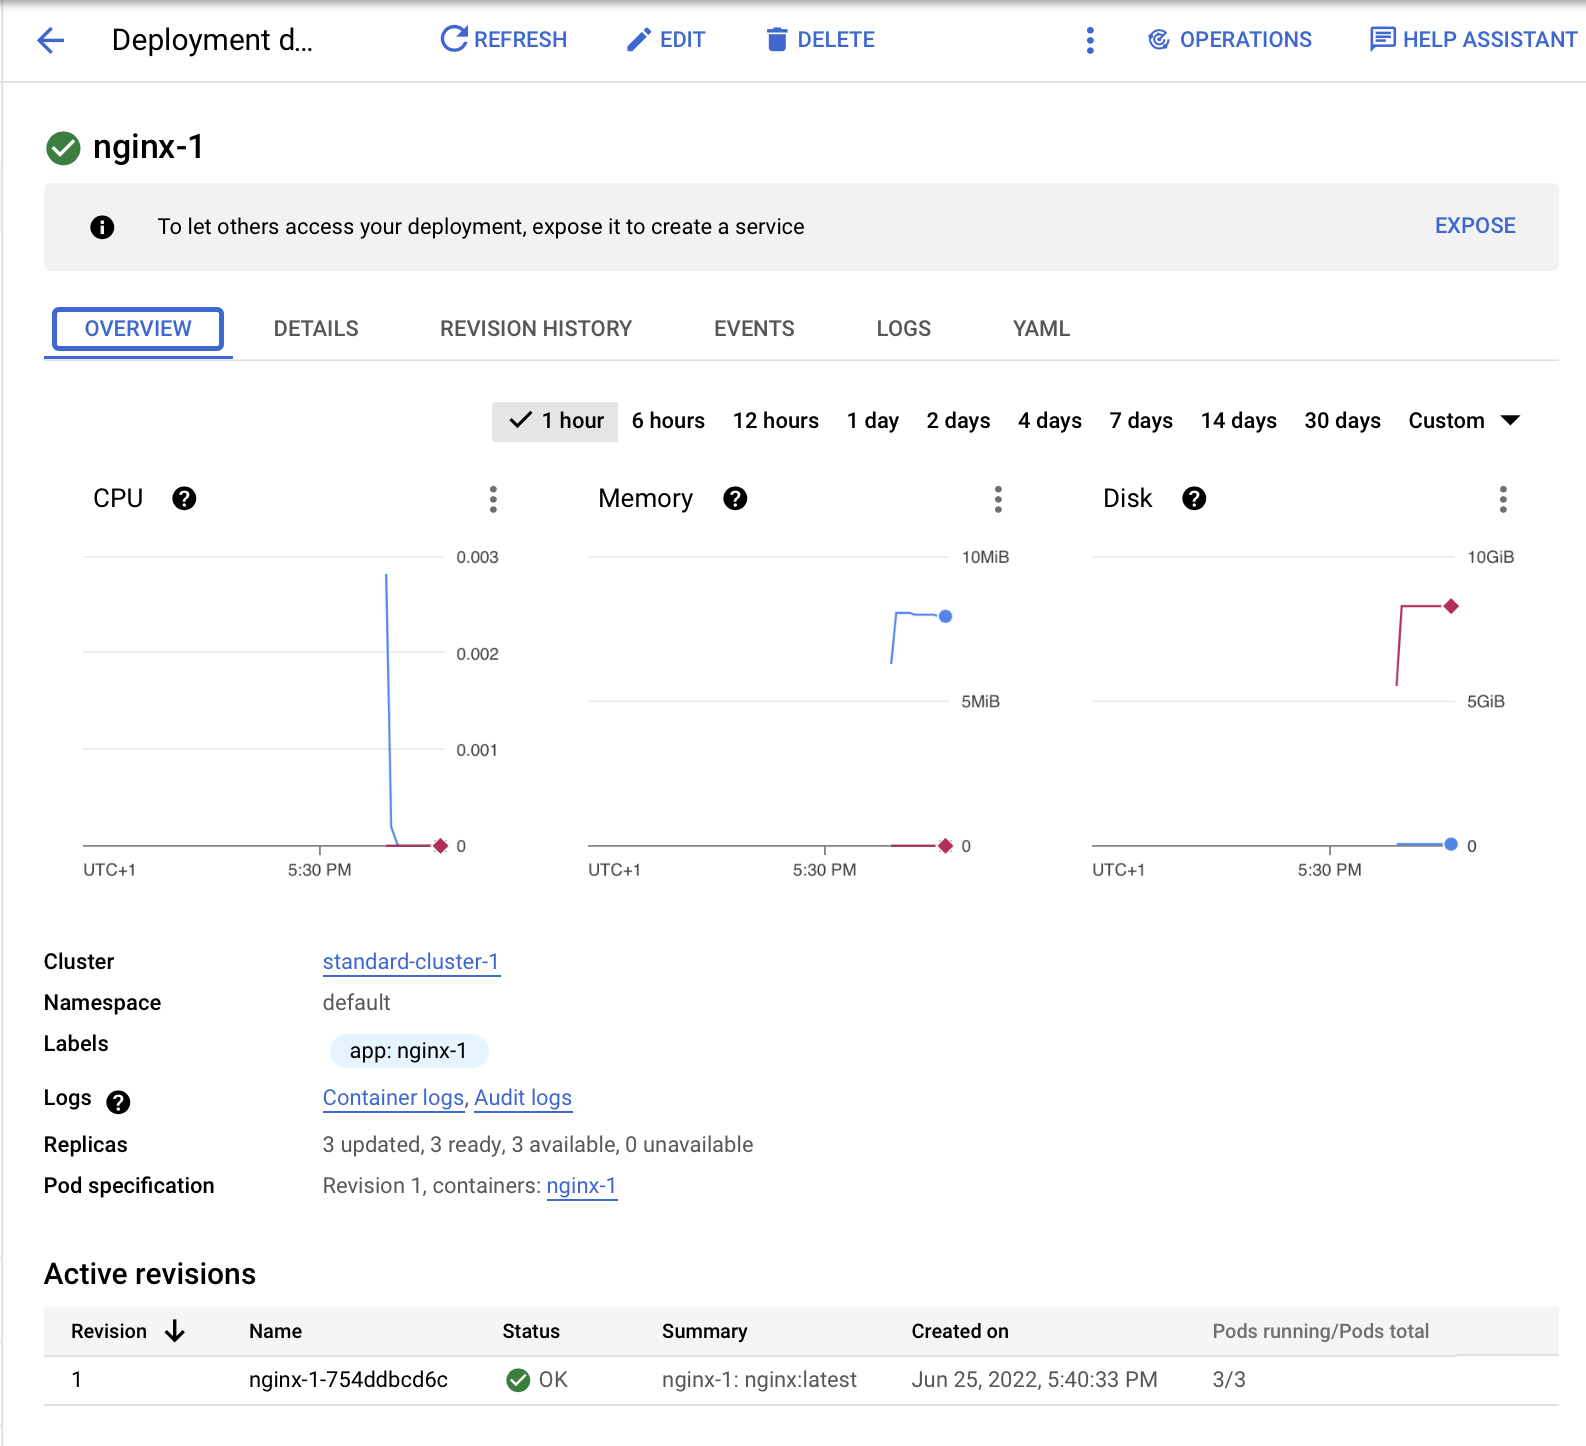 Deployment d... REFRESH EDIT DELETE OPERATIONS HELP ASSISTANT
nginx-1
To let others access your deployment, expose it to create a service EXPOSE
OVERVIEW DETAILS REVISION HISTORY EVENTS LOGS YAML
1 hour 6 hours 12 hours 1 day 2 days 4 days 7 days 14 days 30 days Custom
CPU
0.003
0.002
0.001
0
UTC+1 5:30 PM
Memory
10MiB
5MiB
0
UTC+1 5:30 PM
Disk
10GiB
5GiB
0
UTC+1 5:30 PM
Cluster standard-cluster-1
Namespace default
Labels app: nginx-1
Logs Container logs, Audit logs
Replicas 3 updated, 3 ready, 3 available, 0 unavailable
Pod specification Revision 1, containers: nginx-1
Active revisions
Revision Name Status Summary Created on Pods running/Pods total
1 nginx-1-754ddbcd6c OK nginx-1: nginx:latest Jun 25, 2022, 5:40:33 PM 3/3